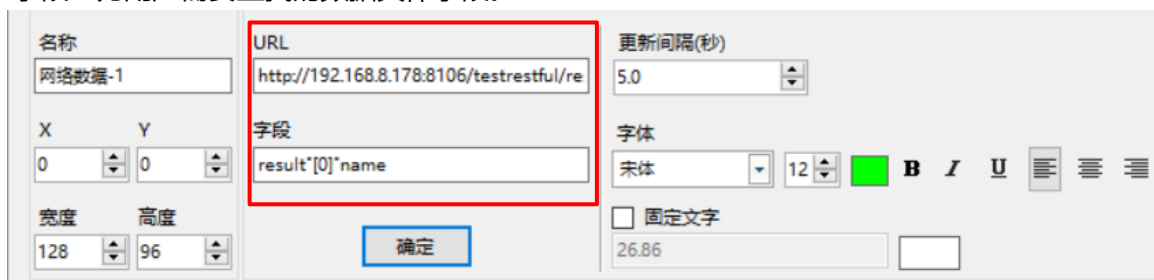 名称
URL
更新间隔(秒)
网络数据-1
http://192.168.8.178:8106/testrestful/re
5.0
X
Y
字段
字体
0
0
result^[0]^name
宋体
12
B
I
U
宽度
高度
固定文字
128
96
确定
26.86